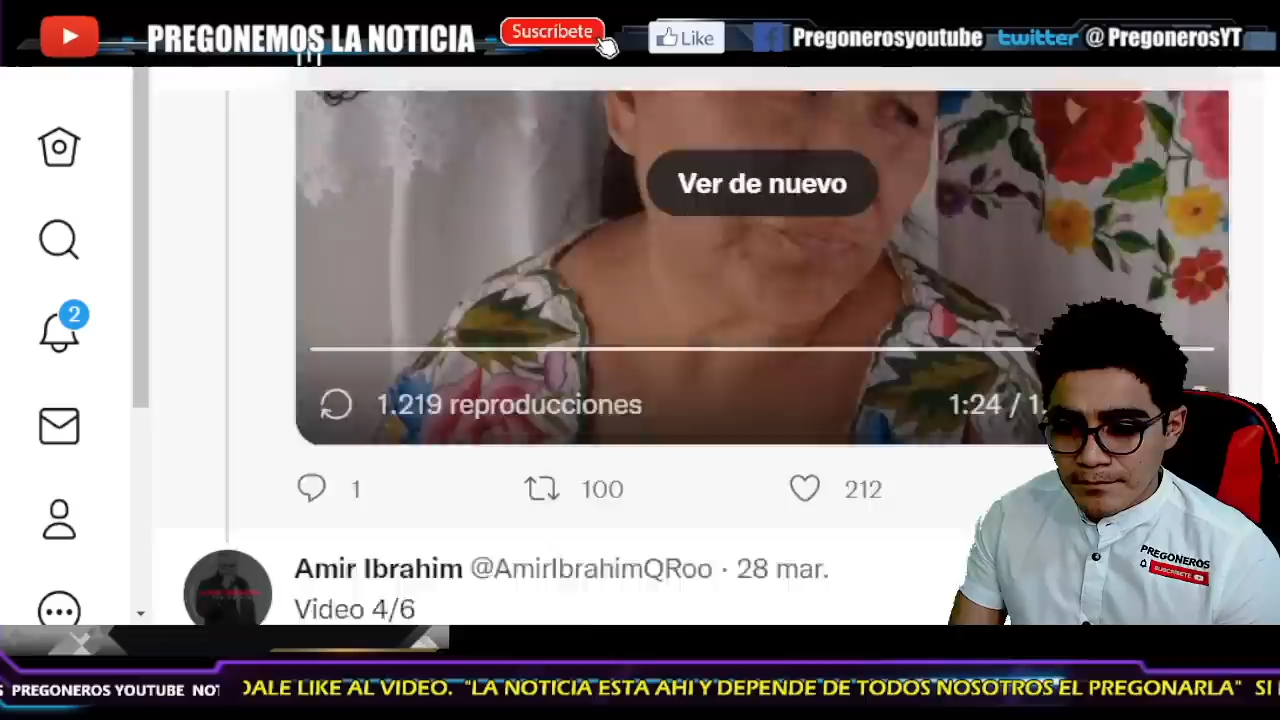 PREGONEMOS LA NOTICIA
Suscríbete
Like
Pregonerosyoutube
twitter @PregonerosYT
Ver de nuevo
2
1.219 reproducciones
1:24 / 1:
1
100
212
PREGONEROS
SUSCRIBETE
Amir Ibrahim @AmirIbrahimQRoo · 28 mar.
Video 4/6
PREGONEROS YOUTUBE
DALE LIKE AL VIDEO. "LA NOTICIA ESTA AHI Y DEPENDE DE TODOS NOSOTROS EL PREGONARLA" SI